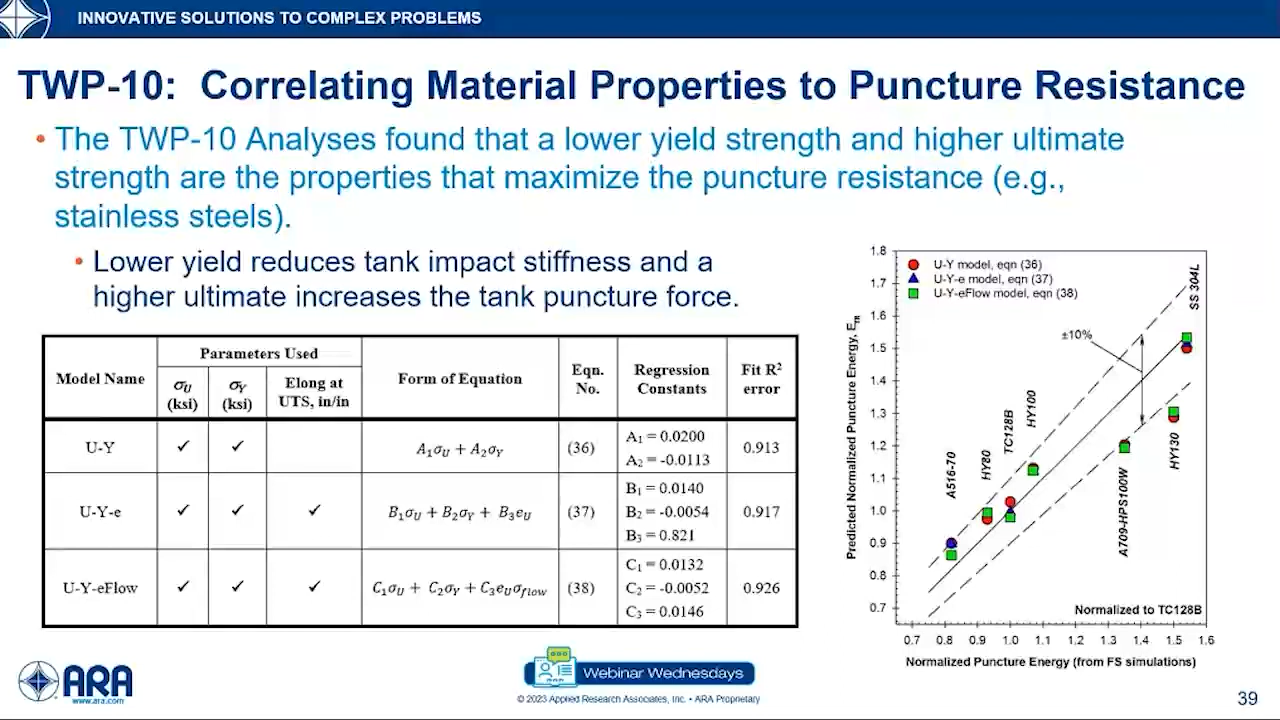 INNOVATIVE SOLUTIONS TO COMPLEX PROBLEMS
TWP-10: Correlating Material Properties to Puncture Resistance
• The TWP-10 Analyses found that a lower yield strength and higher ultimate
strength are the properties that maximize the puncture resistance (e.g.,
stainless steels).
• Lower yield reduces tank impact stiffness and a
higher ultimate increases the tank puncture force.
Model Name
Parameters Used
σU
(ksi)
σY
(ksi)
Elong at
UTS, in/in
Form of Equation
Eqn.
No.
Regression
Constants
Fit R²
error
U-Y
✓ ✓
A₁σU + A₂σY
(36)
A₁ = 0.0200
A₂ = -0.0113
0.913
U-Y-e
✓ ✓ ✓
B₁σU + B₂σY + B₃eU
(37)
B₁ = 0.0140
B₂ = -0.0054
B₃ = 0.821
0.917
U-Y-eFlow
✓ ✓ ✓
C₁σU + C₂σY + C₃eUσflow
(38)
C₁ = 0.0132
C₂ = -0.0052
C₃ = 0.0146
0.926
U-Y model, eqn (36)
U-Y-e model, eqn (37)
U-Y-eFlow model, eqn (38)
±10%
SS 304L
HY100
TC128B
HY80
A516-70
A709-HPS100W
HY130
Normalized to TC128B
Predicted Normalized Puncture Energy, EFR
1.8
1.7
1.6
1.5
1.4
1.3
1.2
1.1
1.0
0.9
0.8
0.7
0.7 0.8 0.9 1.0 1.1 1.2 1.3 1.4 1.5 1.6
Normalized Puncture Energy (from FS simulations)
ARA
www.ara.com
Webinar Wednesdays
© 2023 Applied Research Associates, Inc. • ARA Proprietary
39